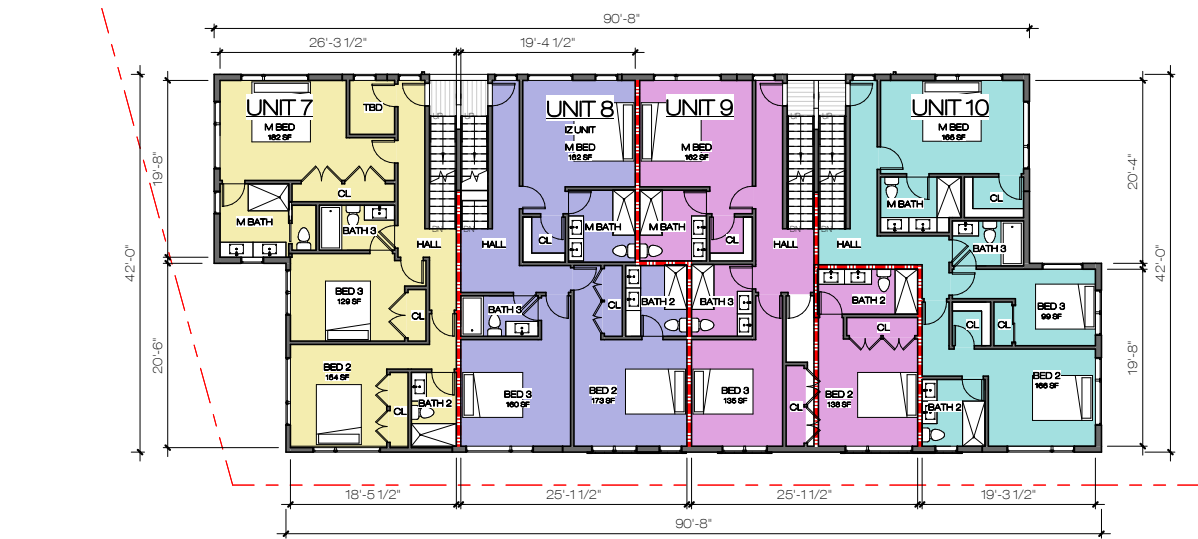 90'-8"
26'-3 1/2"
19'-4 1/2"
UNIT 7
M BED
182 SF
TBD
UNIT 8
IZ UNIT
M BED
182 SF
UNIT 9
M BED
182 SF
UNIT 10
M BED
165 SF
19'-8"
20'-4"
CL
M BATH
BATH 3
HALL
HALL
CL
M BATH
M BATH
CL
HALL
HALL
M BATH
CL
BATH 3
42'-0"
42'-0"
BED 3
129 SF
CL
BATH 3
CL
BATH 2
BATH 3
BATH 2
CL
CL
CL
BED 3
99 SF
20'-6"
19'-8"
BED 2
154 SF
CL
BATH 2
BED 3
160 SF
BED 2
173 SF
BED 3
135 SF
CL
BED 2
138 SF
BATH 2
BED 2
166 SF
18'-5 1/2"
25'-1 1/2"
25'-1 1/2"
19'-3 1/2"
90'-8"